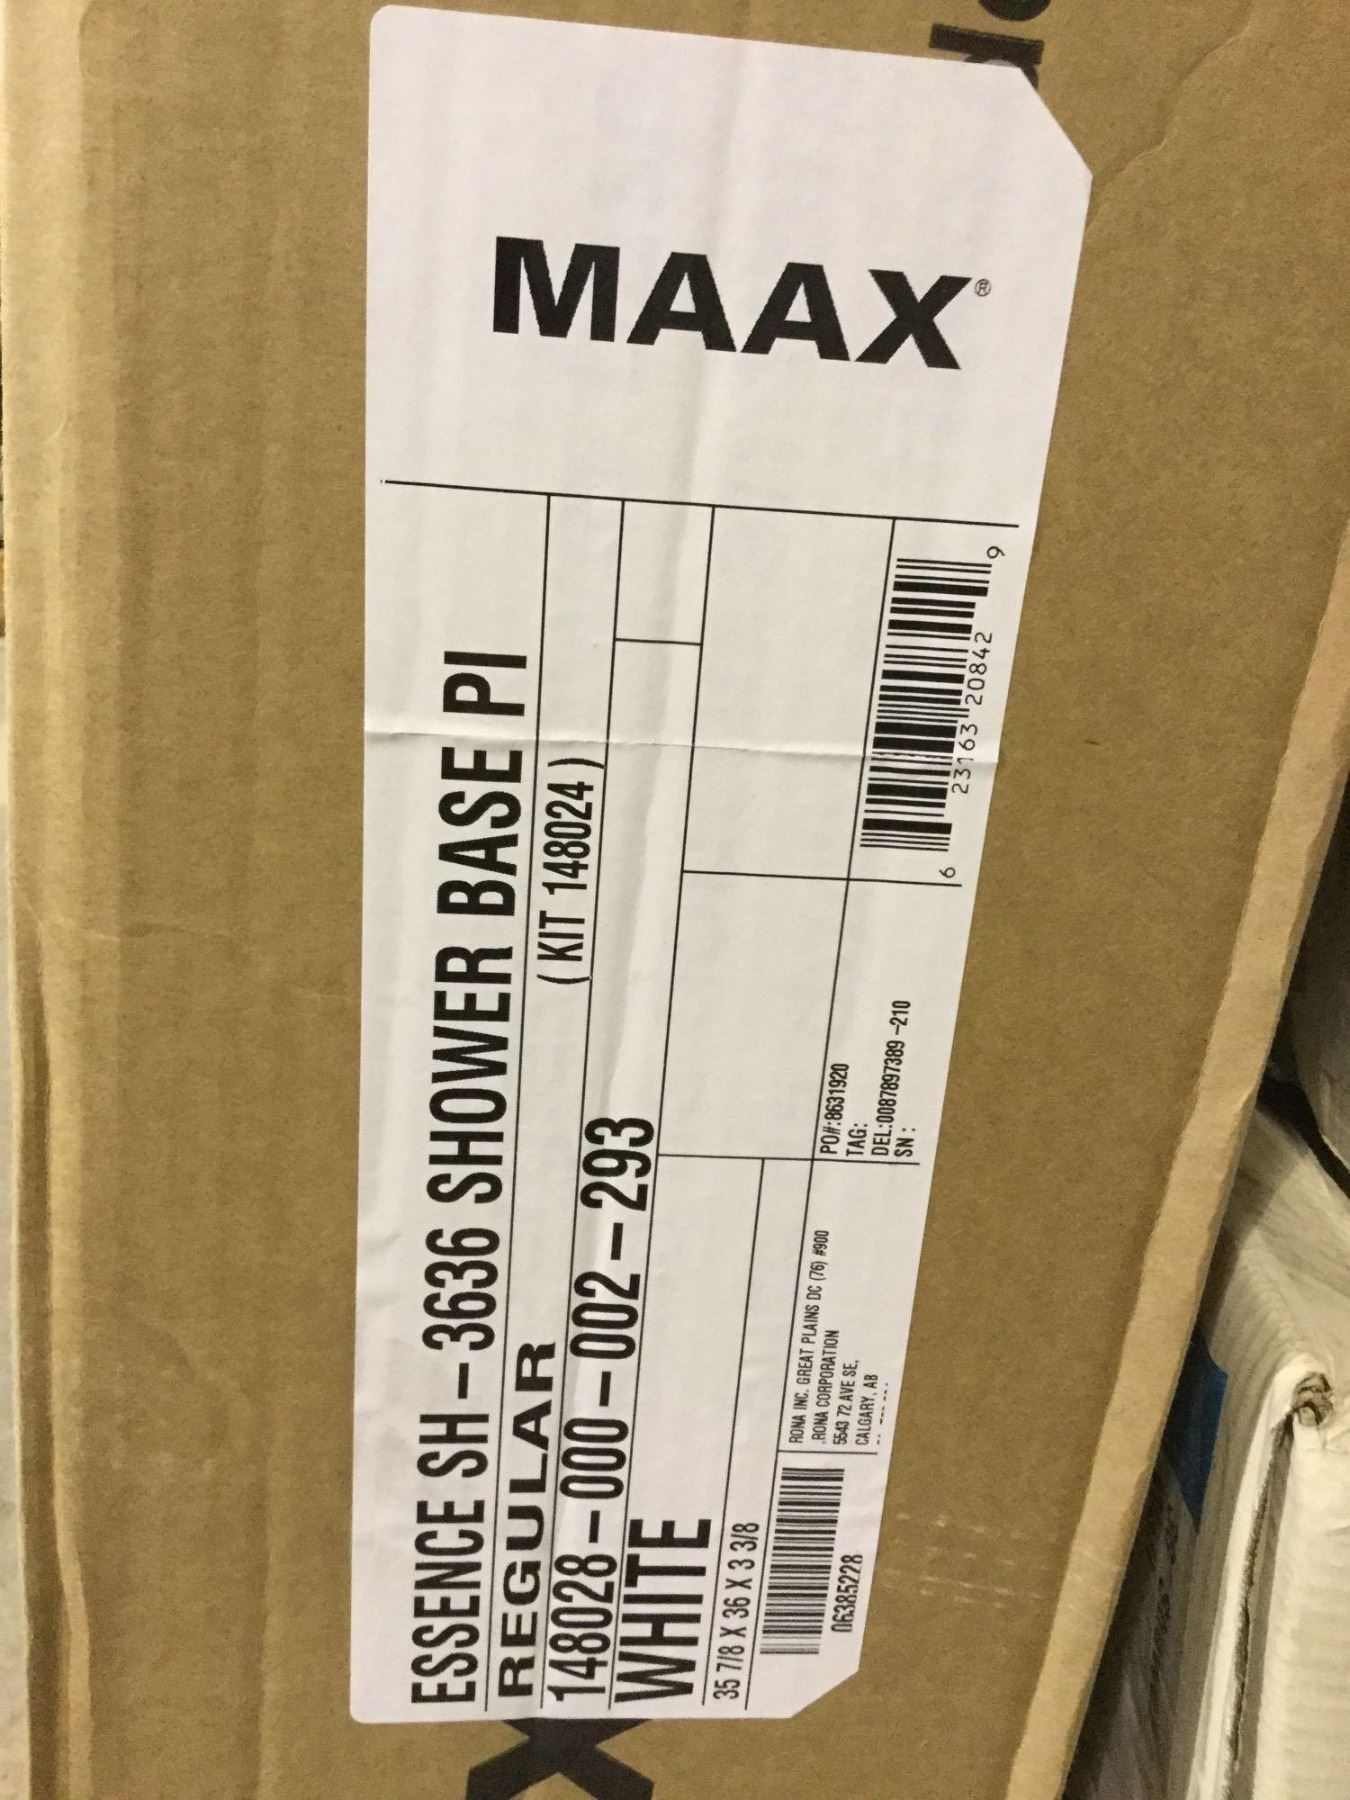 MAAX®
ESSENCE SH-3636 SHOWER BASE PI
REGULAR
( KIT 148024 )
148028-000-002-293
WHITE
35 7/8 X 36 X 3 3/8
06385228
RONA INC. GREAT PLAINS DC (76) #900
.RONA CORPORATION
5543 72 AVE SE,
CALGARY, AB
PO#:8631920
TAG:
DEL:0087897389 -210
SN :
6 23163 20842 9
X